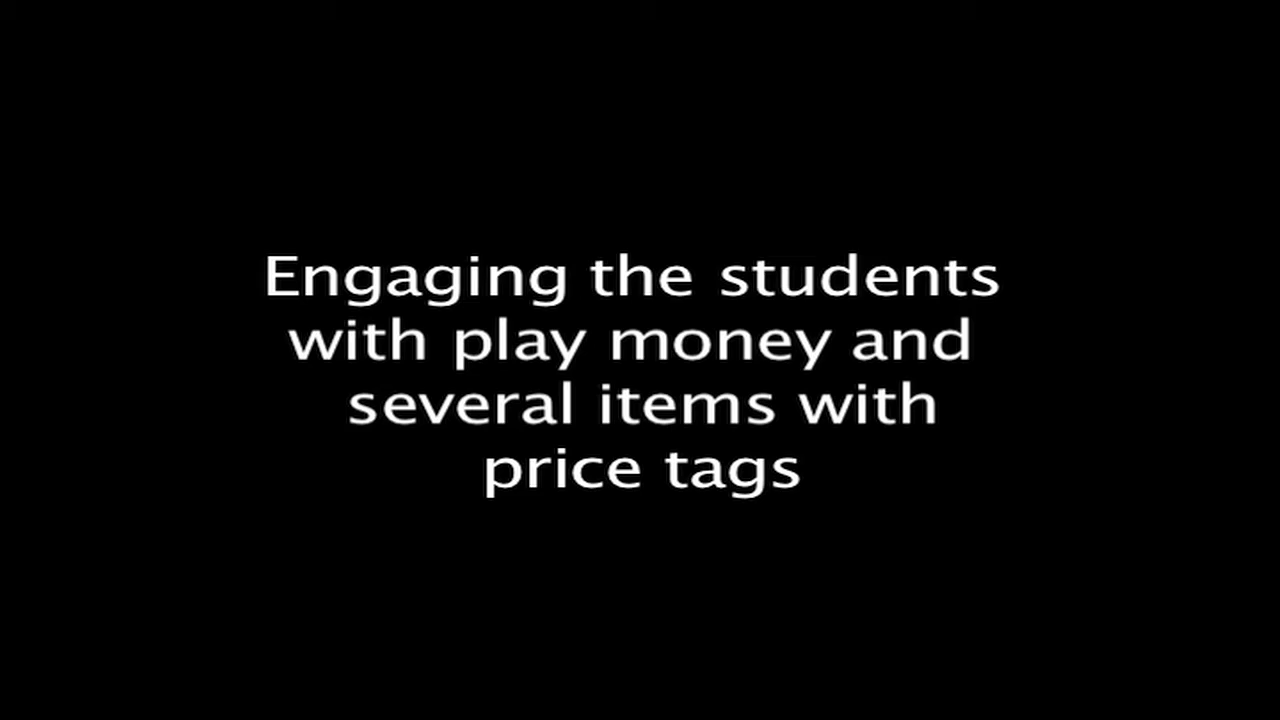 Engaging the students
with play money and
several items with
price tags